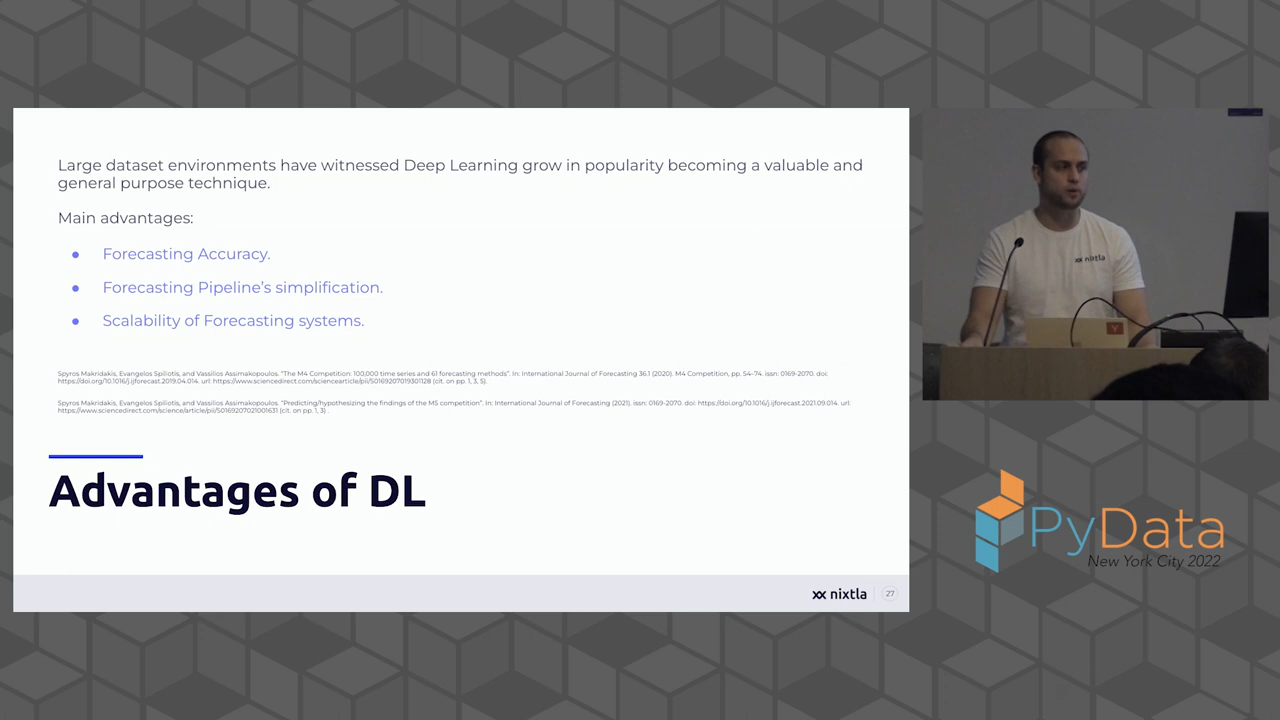 Large dataset environments have witnessed Deep Learning grow in popularity becoming a valuable and
general purpose technique.
Main advantages:
● Forecasting Accuracy.
● Forecasting Pipeline's simplification.
● Scalability of Forecasting systems.
Spyros Makridakis, Evangelos Spiliotis, and Vassilios Assimakopoulos. "The M4 Competition: 100,000 time series and 61 forecasting methods". In: International Journal of Forecasting 36.1 (2020). M4 Competition, pp. 54–74. issn: 0169-2070. doi:
https://doi.org/10.1016/j.ijforecast.2019.04.014. url: https://www.sciencedirect.com/sciencearticle/pii/S0169207019301128 (cit. on pp. 1, 3, 5).
Spyros Makridakis, Evangelos Spiliotis, and Vassilios Assimakopoulos. "Predicting/hypothesizing the findings of the M5 competition". In: International Journal of Forecasting (2021). issn: 0169-2070. doi: https://doi.org/10.1016/j.ijforecast.2021.09.014. url:
https://www.sciencedirect.com/science/article/pii/S0169207021001631 (cit. on pp. 1, 3) .
Advantages of DL
nixtla
27
nixtla
Y
PyData
New York City 2022